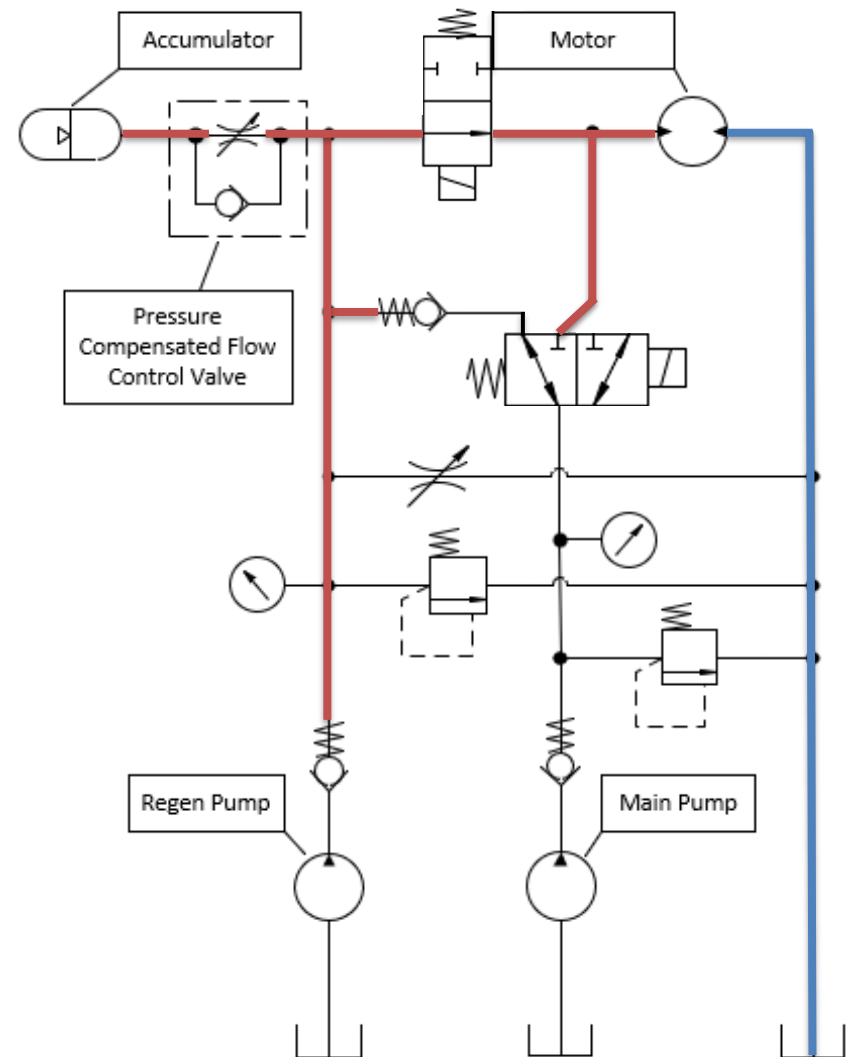 Accumulator
Motor
Pressure
Compensated Flow
Control Valve
Regen Pump
Main Pump